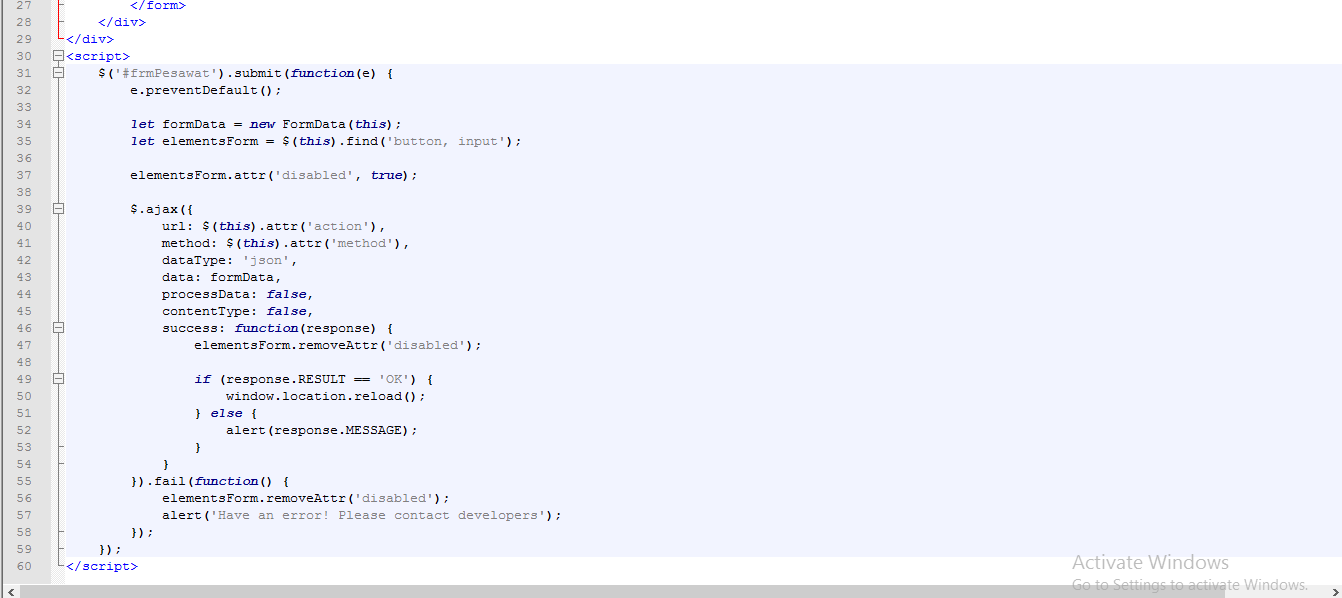 27 </form>
28 </div>
29 </div>
30 <script>
31 $('#frmPesawat').submit(function(e) {
32 e.preventDefault();
33
34 let formData = new FormData(this);
35 let elementsForm = $(this).find('button, input');
36
37 elementsForm.attr('disabled', true);
38
39 $.ajax({
40 url: $(this).attr('action'),
41 method: $(this).attr('method'),
42 dataType: 'json',
43 data: formData,
44 processData: false,
45 contentType: false,
46 success: function(response) {
47 elementsForm.removeAttr('disabled');
48
49 if (response.RESULT == 'OK') {
50 window.location.reload();
51 } else {
52 alert(response.MESSAGE);
53 }
54 }
55 }).fail(function() {
56 elementsForm.removeAttr('disabled');
57 alert('Have an error! Please contact developers');
58 });
59 });
60 </script>
Activate Windows
Go to Settings to activate Windows.